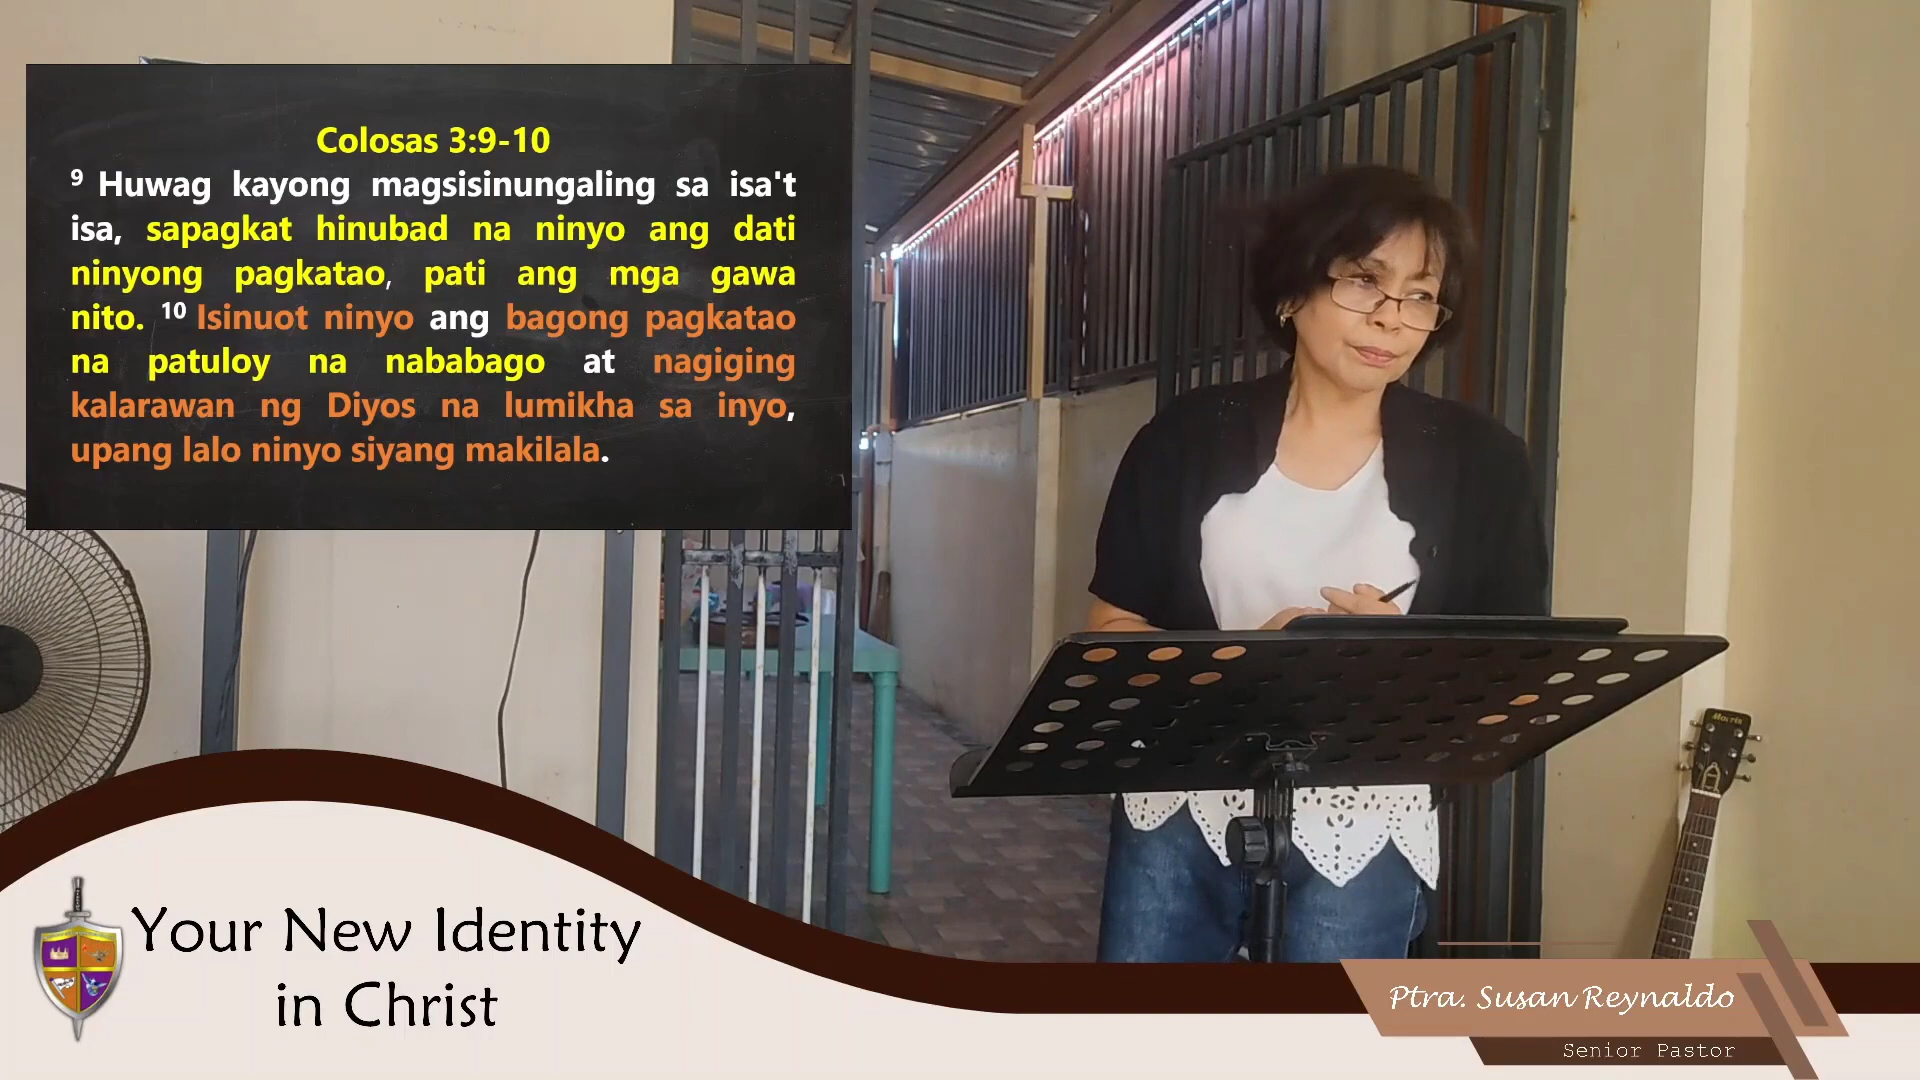 Colosas 3:9-10
9 Huwag kayong magsisinungaling sa isa't
isa, sapagkat hinubad na ninyo ang dati
ninyong pagkatao, pati ang mga gawa
nito. 10 Isinuot ninyo ang bagong pagkatao
na patuloy na nababago at nagiging
kalarawan ng Diyos na lumikha sa inyo,
upang lalo ninyo siyang makilala.
Morris
Your New Identity
in Christ
Ptra. Susan Reynaldo
Senior Pastor